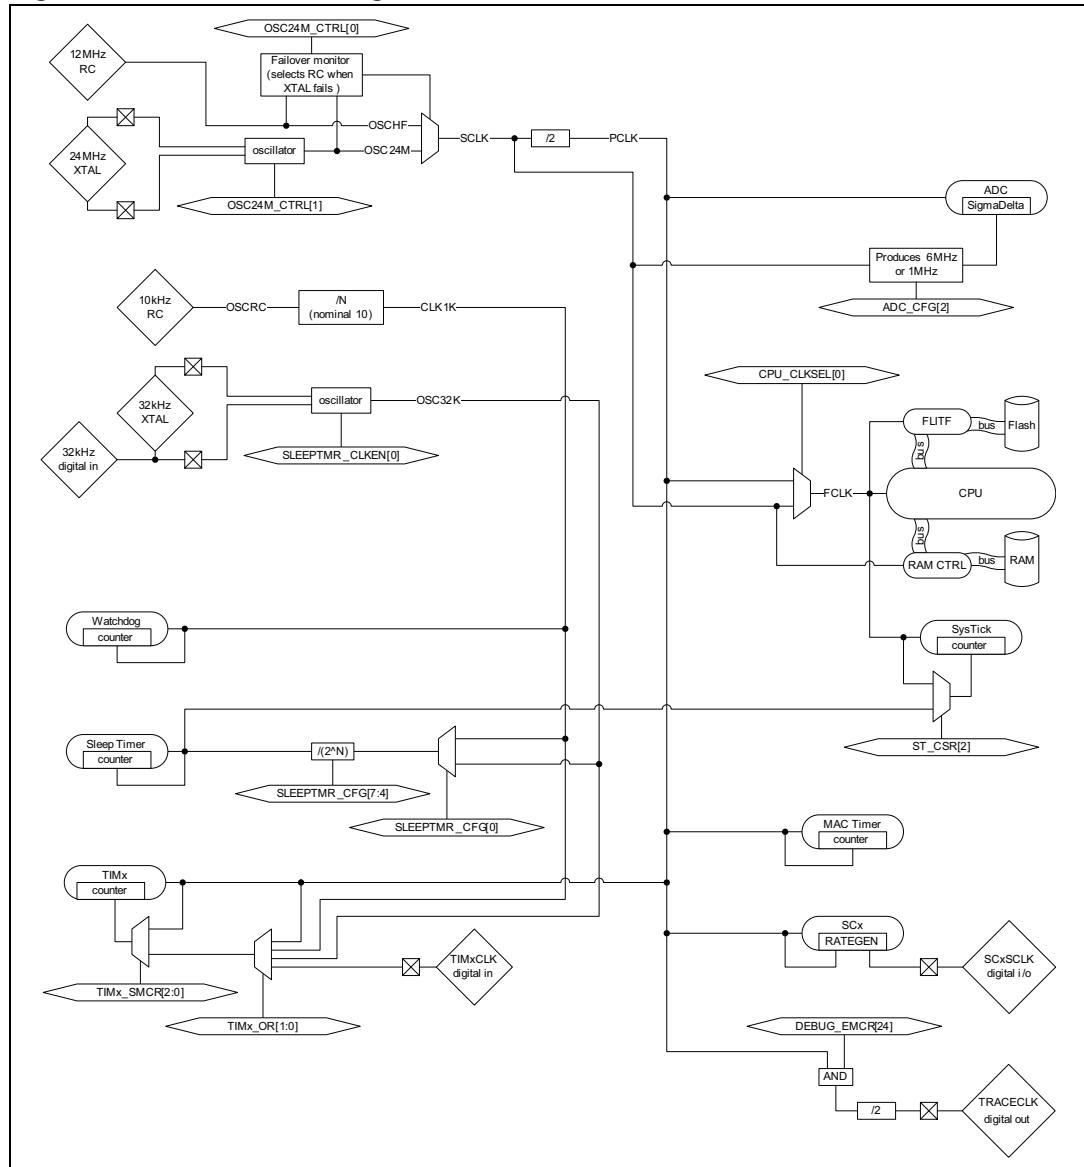 OSC24M_CTRL[0]
12MHz
RC
Failover monitor
(selects RC when
XTAL fails )
OSCHF
SCLK
/2
PCLK
24MHz
XTAL
oscillator
OSC24M
OSC24M_CTRL[1]
ADC
SigmaDelta
Produces 6MHz
or 1MHz
ADC_CFG[2]
10kHz
RC
OSCRC
/N
(nominal 10)
CLK1K
32kHz
XTAL
oscillator
OSC32K
32kHz
digital in
SLEEPTMR_CLKEN[0]
CPU_CLKSEL[0]
FLITF
bus
Flash
bus
FCLK
CPU
bus
RAM CTRL
bus
RAM
Watchdog
counter
SysTick
counter
ST_CSR[2]
Sleep Timer
counter
/(2^N)
SLEEPTMR_CFG[7:4]
SLEEPTMR_CFG[0]
MAC Timer
counter
TIMx
counter
TIMx_SMCR[2:0]
TIMx_OR[1:0]
TIMxCLK
digital in
SCx
RATEGEN
SCxSCLK
digital i/o
DEBUG_EMCR[24]
AND
/2
TRACECLK
digital out